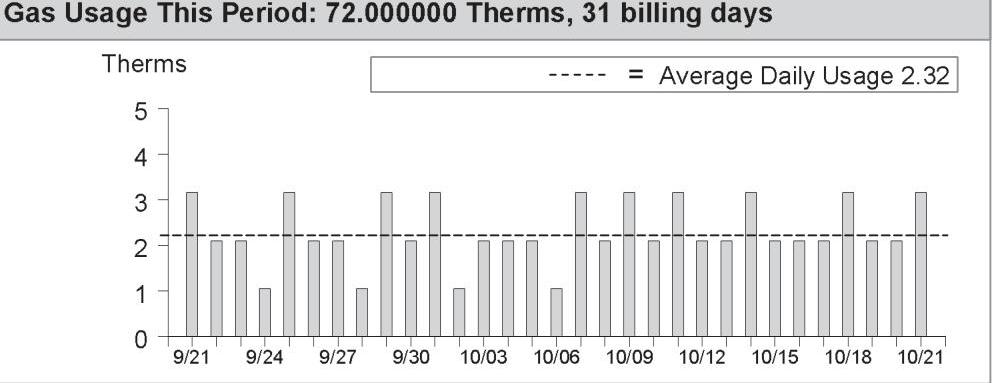 Gas Usage This Period: 72.000000 Therms, 31 billing days
Therms
----- = Average Daily Usage 2.32
5
4
3
2
1
0
9/21 9/24 9/27 9/30 10/03 10/06 10/09 10/12 10/15 10/18 10/21